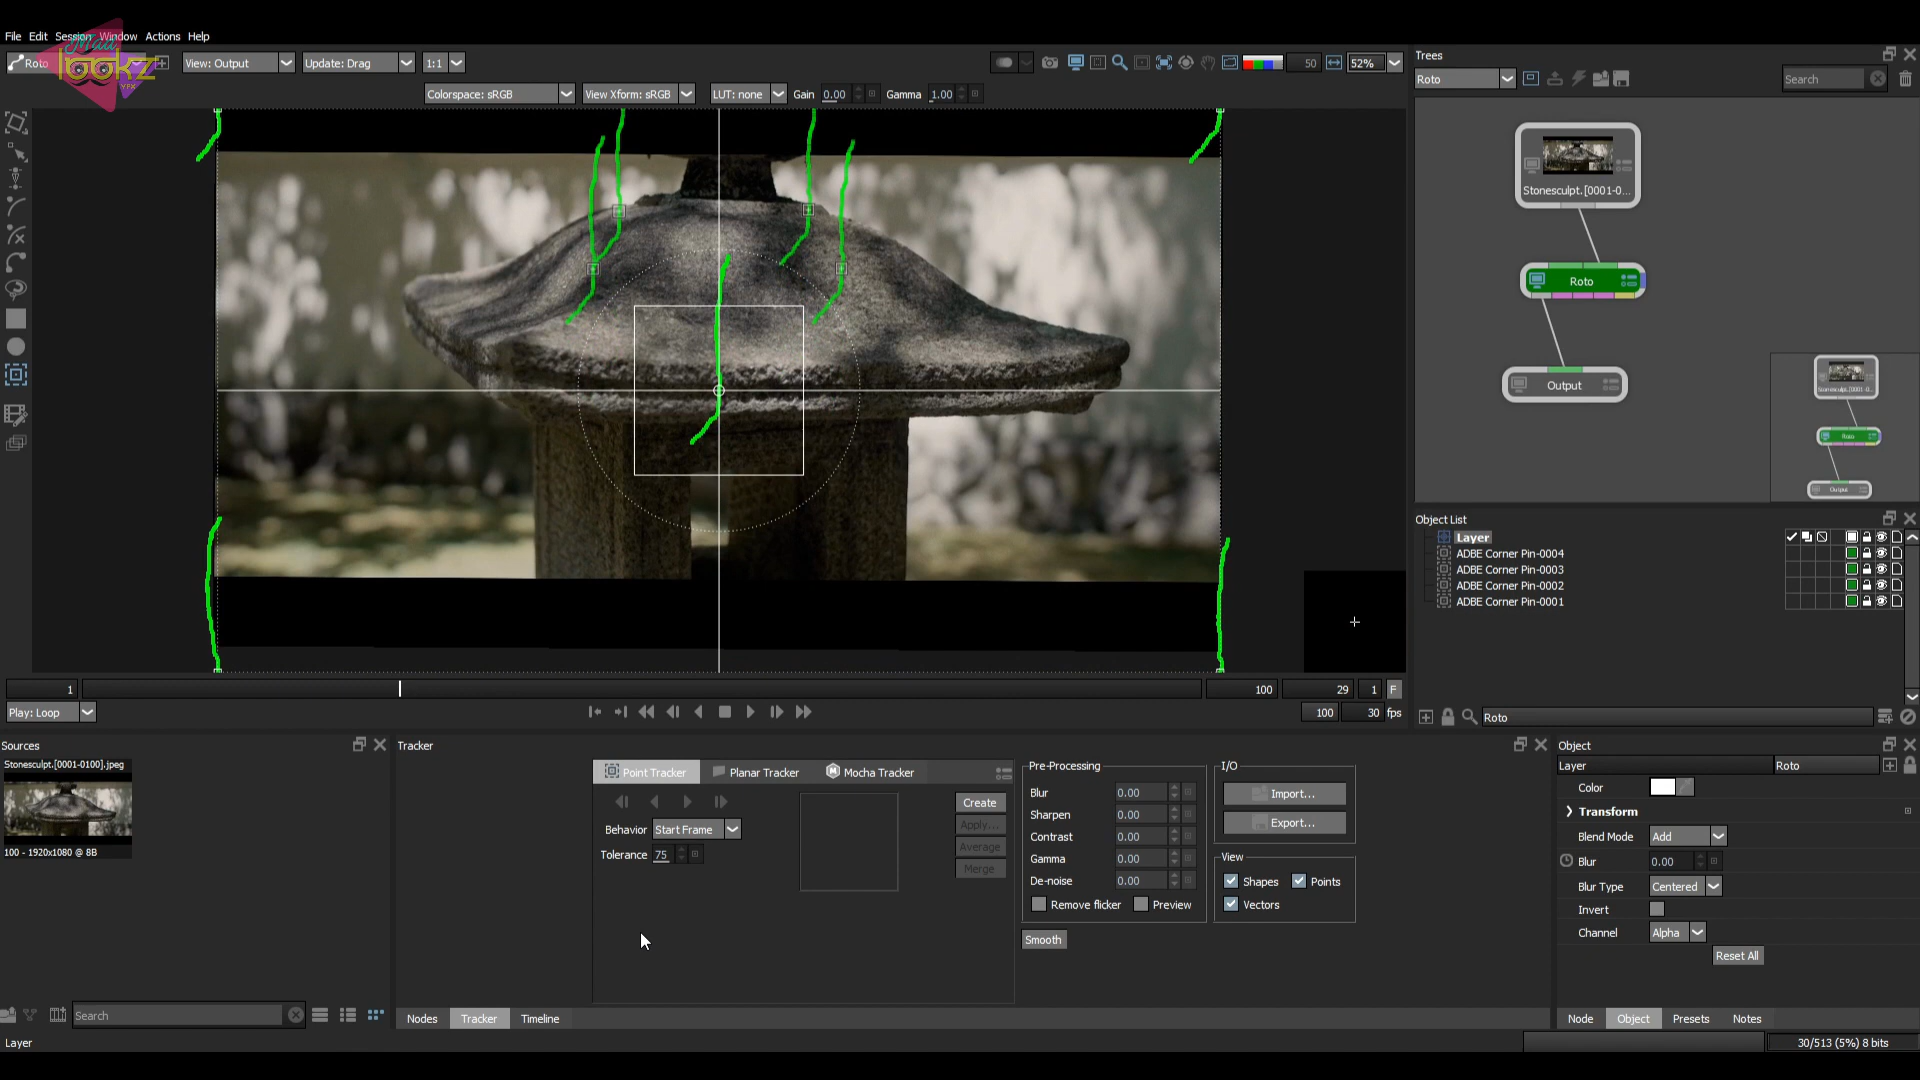 File Edit Session Window Actions Help
Mad
lookz
VFX
Roto
View: Output
Update: Drag
1:1
50
52%
Colorspace: sRGB
View Xform: sRGB
LUT: none
Gain 0.00
Gamma 1.00
Trees
Roto
Search
Stonesculpt.[0001-0...
Roto
Output
Roto
Output
Object List
Layer
ADBE Corner Pin-0004
ADBE Corner Pin-0003
ADBE Corner Pin-0002
ADBE Corner Pin-0001
1
100
29
1
F
Play: Loop
100
30 fps
Roto
Sources
Stonesculpt.[0001-0100].jpeg
100 - 1920x1080 @ 8B
Search
Tracker
Point Tracker
Planar Tracker
Mocha Tracker
Behavior Start Frame
Tolerance 75
Create
Apply...
Average
Merge
Pre-Processing
Blur 0.00
Sharpen 0.00
Contrast 0.00
Gamma 0.00
De-noise 0.00
Remove flicker Preview
Smooth
I/O
Import...
Export...
View
Shapes Points
Vectors
Nodes Tracker Timeline
Object
Layer Roto
Color
Transform
Blend Mode Add
Blur 0.00
Blur Type Centered
Invert
Channel Alpha
Reset All
Node Object Presets Notes
Layer
30/513 (5%) 8 bits